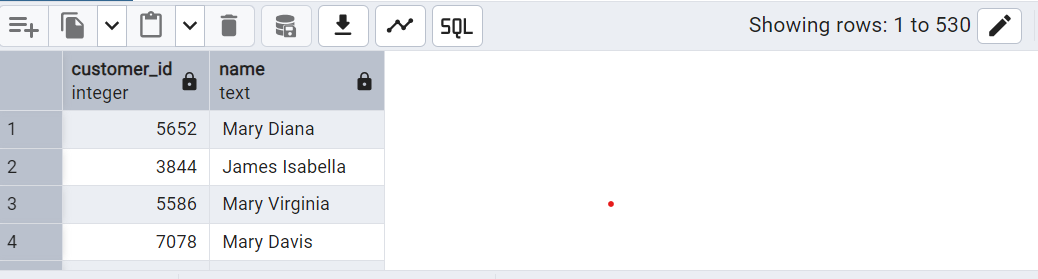 SQL
Showing rows: 1 to 530
customer_id name
integer text
1 5652 Mary Diana
2 3844 James Isabella
3 5586 Mary Virginia
4 7078 Mary Davis